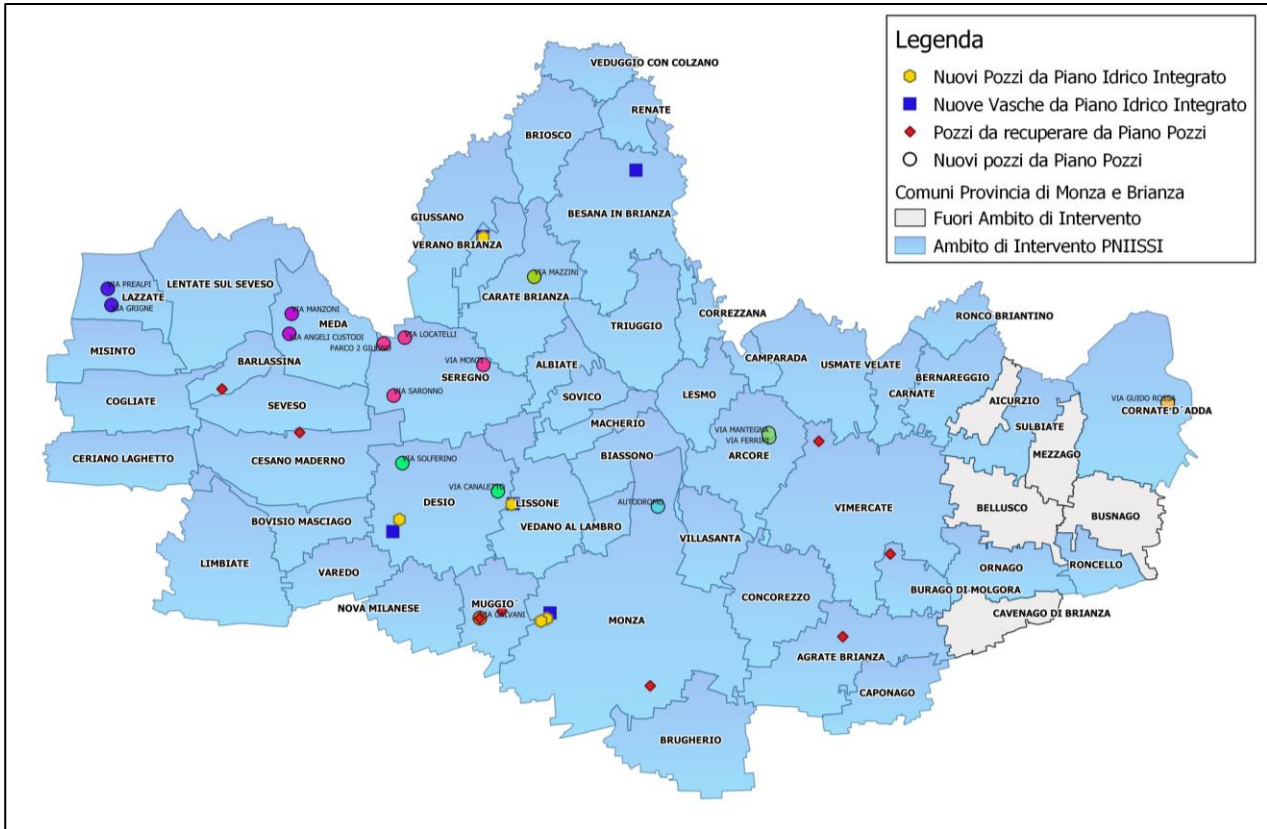 Legenda
Nuovi Pozzi da Piano Idrico Integrato
Nuove Vasche da Piano Idrico Integrato
Pozzi da recuperare da Piano Pozzi
Nuovi pozzi da Piano Pozzi
Comuni Provincia di Monza e Brianza
Fuori Ambito di Intervento
Ambito di Intervento PNIISSI
VEDUGGIO CON COLZANO
RENATE
BRIOSCO
GIUSSANO
BESANA IN BRIANZA
VERANO BRIANZA
VIA MAZZINI
CARATE BRIANZA
LENTATE SUL SEVESO
VIA PREALPI
LAZZATE
VIA GRIGNE
VIA MANZONI
MEDA
VIA ANGELI CUSTODI
PARCO 2 GIUGNO
VIA LOCATELLI
TRIUGGIO
CORREZZANA
RONCO BRIANTINO
MISINTO
BARLASSINA
VIA MONTI
SEREGNO
ALBIATE
CAMPARADA
USMATE VELATE
BERNAREGGIO
CARNATE
COGLIATE
SEVESO
VIA SARONNO
SOVICO
LESMO
AICURZIO
VIA GUIDO ROSSA
CORNATE D`ADDA
MACHERIO
SULBIATE
VIA MANTEGNA
VIA FERRINI
ARCORE
MEZZAGO
CERIANO LAGHETTO
CESANO MADERNO
VIA SOLFERINO
BIASSONO
VIA CANALETTO
DESIO
LISSONE
AUTODROMO
VIMERCATE
BELLUSCO
BUSNAGO
BOVISIO MASCIAGO
VEDANO AL LAMBRO
VILLASANTA
LIMBIATE
VAREDO
ORNAGO
RONCELLO
NOVA MILANESE
MUGGIO`
VIA GALVANI
MONZA
CONCOREZZO
BURAGO DI MOLGORA
CAVENAGO DI BRIANZA
AGRATE BRIANZA
CAPONAGO
BRUGHERIO